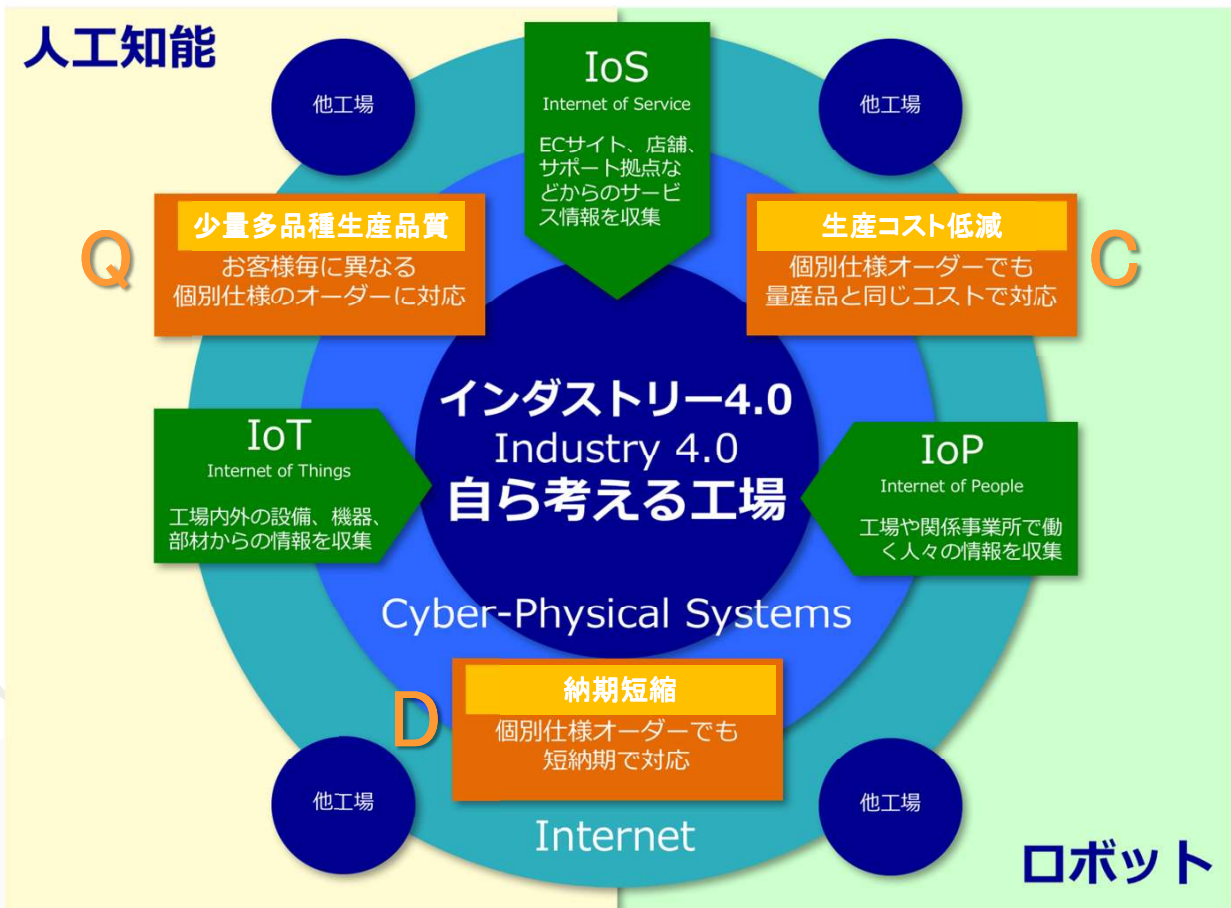 人工知能
他工場
IoS
Internet of Service
ECサイト、店舗、
サポート拠点な
どからのサービ
ス情報を収集
他工場
Q
少量多品種生産品質
お客様毎に異なる
個別仕様のオーダーに対応
生産コスト低減
個別仕様オーダーでも
量産品と同じコストで対応
C
インダストリー4.0
Industry 4.0
自ら考える工場
IoT
Internet of Things
工場内外の設備、機器、
部材からの情報を収集
IoP
Internet of People
工場や関係事業所で働
く人々の情報を収集
Cyber-Physical Systems
D
納期短縮
個別仕様オーダーでも
短納期で対応
他工場
他工場
Internet
ロボット